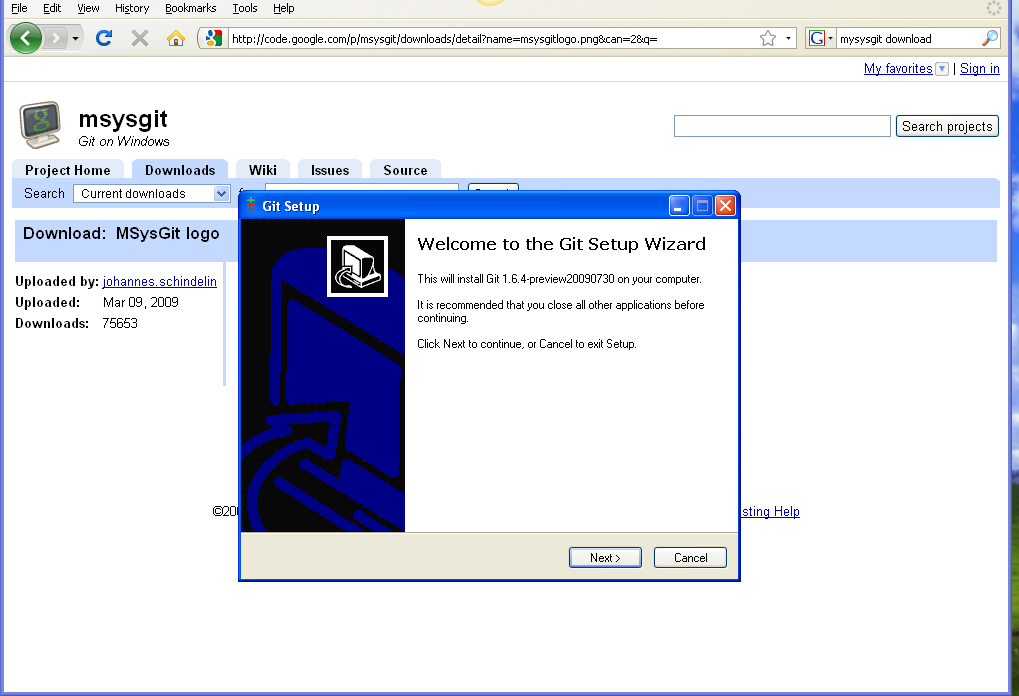 File Edit View History Bookmarks Tools Help
http://code.google.com/p/msysgit/downloads/detail?name=msysgitlogo.png&can=2&q=
mysysgit download
My favorites | Sign in
msysgit
Git on Windows
Search projects
Project Home Downloads Wiki Issues Source
Search Current downloads
Git Setup
Download: MSysGit logo
Welcome to the Git Setup Wizard
This will install Git 1.6.4-preview20090730 on your computer.
It is recommended that you close all other applications before
continuing.
Click Next to continue, or Cancel to exit Setup.
Uploaded by: johannes.schindelin
Uploaded: Mar 09, 2009
Downloads: 75653
sting Help
Next > Cancel